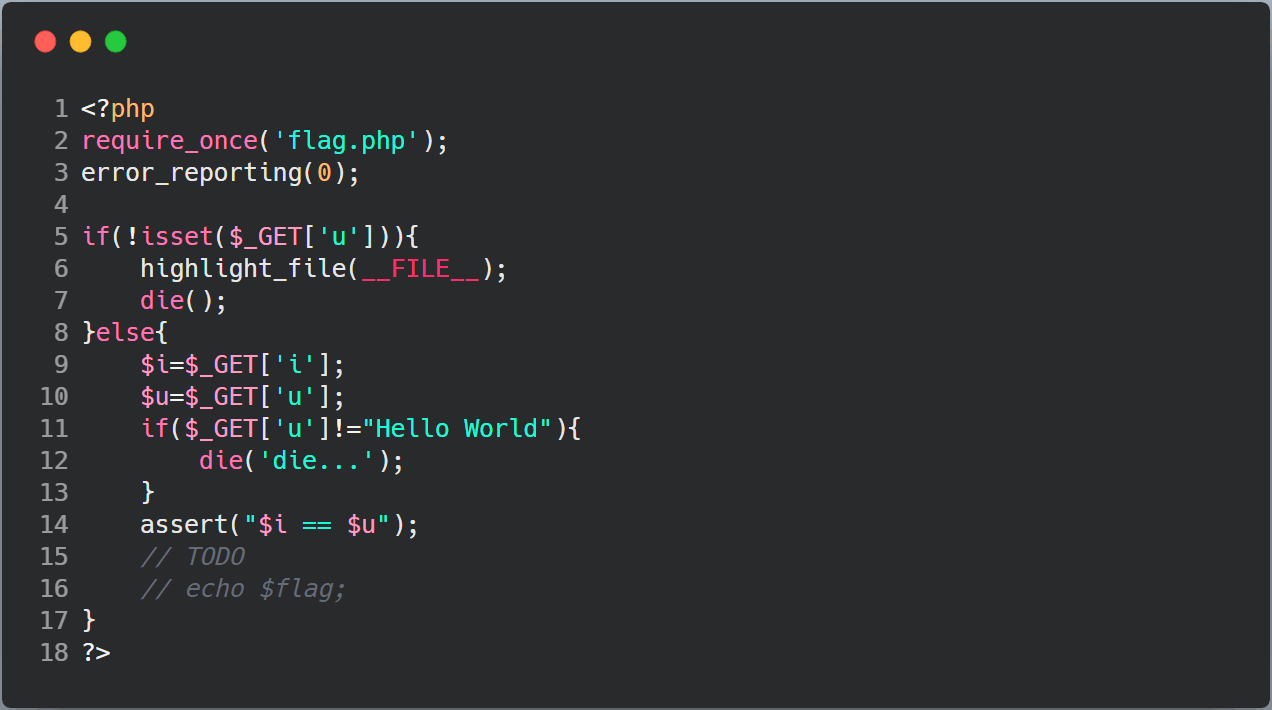 1 <?php
2 require_once('flag.php');
3 error_reporting(0);
4
5 if(!isset($_GET['u'])){
6     highlight_file(__FILE__);
7     die();
8 }else{
9     $i=$_GET['i'];
10     $u=$_GET['u'];
11     if($_GET['u']!="Hello World"){
12         die('die...');
13     }
14     assert("$i == $u");
15     // TODO
16     // echo $flag;
17 }
18 ?>